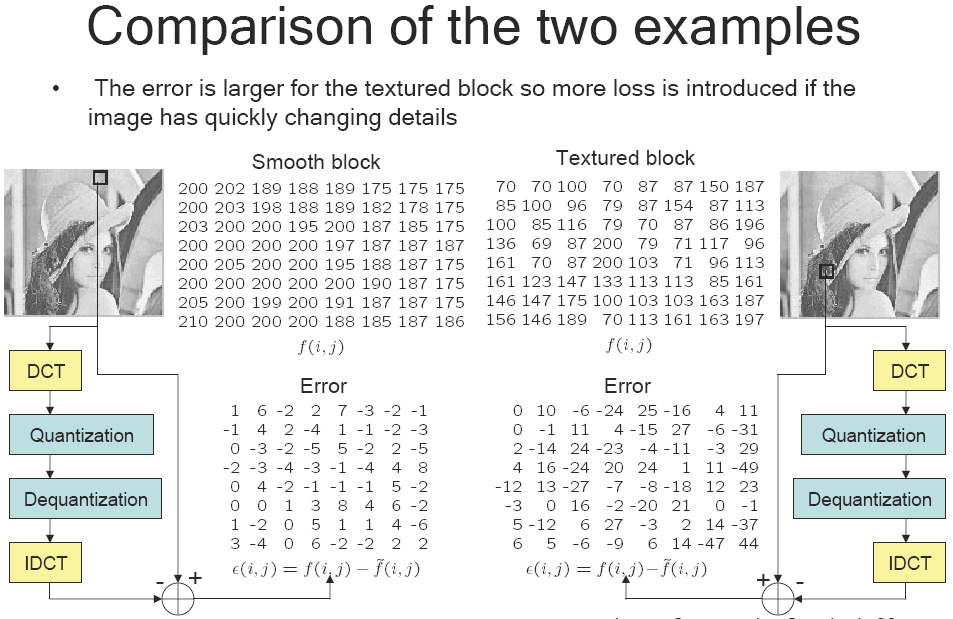 Comparison of the two examples
• The error is larger for the textured block so more loss is introduced if the
image has quickly changing details
Smooth block
200 202 189 188 189 175 175 175
200 203 198 188 189 182 178 175
203 200 200 195 200 187 185 175
200 200 200 200 197 187 187 187
200 205 200 200 195 188 187 175
200 200 200 200 200 190 187 175
205 200 199 200 191 187 187 175
210 200 200 200 188 185 187 186
f(i, j)
Textured block
70 70 100 70 87 87 150 187
85 100 96 79 87 154 87 113
100 85 116 79 70 87 86 196
136 69 87 200 79 71 117 96
161 70 87 200 103 71 96 113
161 123 147 133 113 113 85 161
146 147 175 100 103 103 163 187
156 146 189 70 113 161 163 197
f(i, j)
DCT
Quantization
Dequantization
IDCT
Error
1 6 -2 2 7 -3 -2 -1
-1 4 2 -4 1 -1 -2 -3
0 -3 -2 -5 5 -2 2 -5
-2 -3 -4 -3 -1 -4 4 8
0 4 -2 -1 -1 -1 5 -2
0 0 1 3 8 4 6 -2
1 -2 0 5 1 1 4 -6
3 -4 0 6 -2 -2 2 2
ϵ(i, j) = f(i, j) − f̃(i, j)
- +
Error
0 10 -6 -24 25 -16 4 11
0 -1 11 4 -15 27 -6 -31
2 -14 24 -23 -4 -11 -3 29
4 16 -24 20 24 1 11 -49
-12 13 -27 -7 -8 -18 12 23
-3 0 16 -2 -20 21 0 -1
5 -12 6 27 -3 2 14 -37
6 5 -6 -9 6 14 -47 44
ϵ(i, j) = f(i, j) − f̃(i, j)
DCT
Quantization
Dequantization
IDCT
+ -